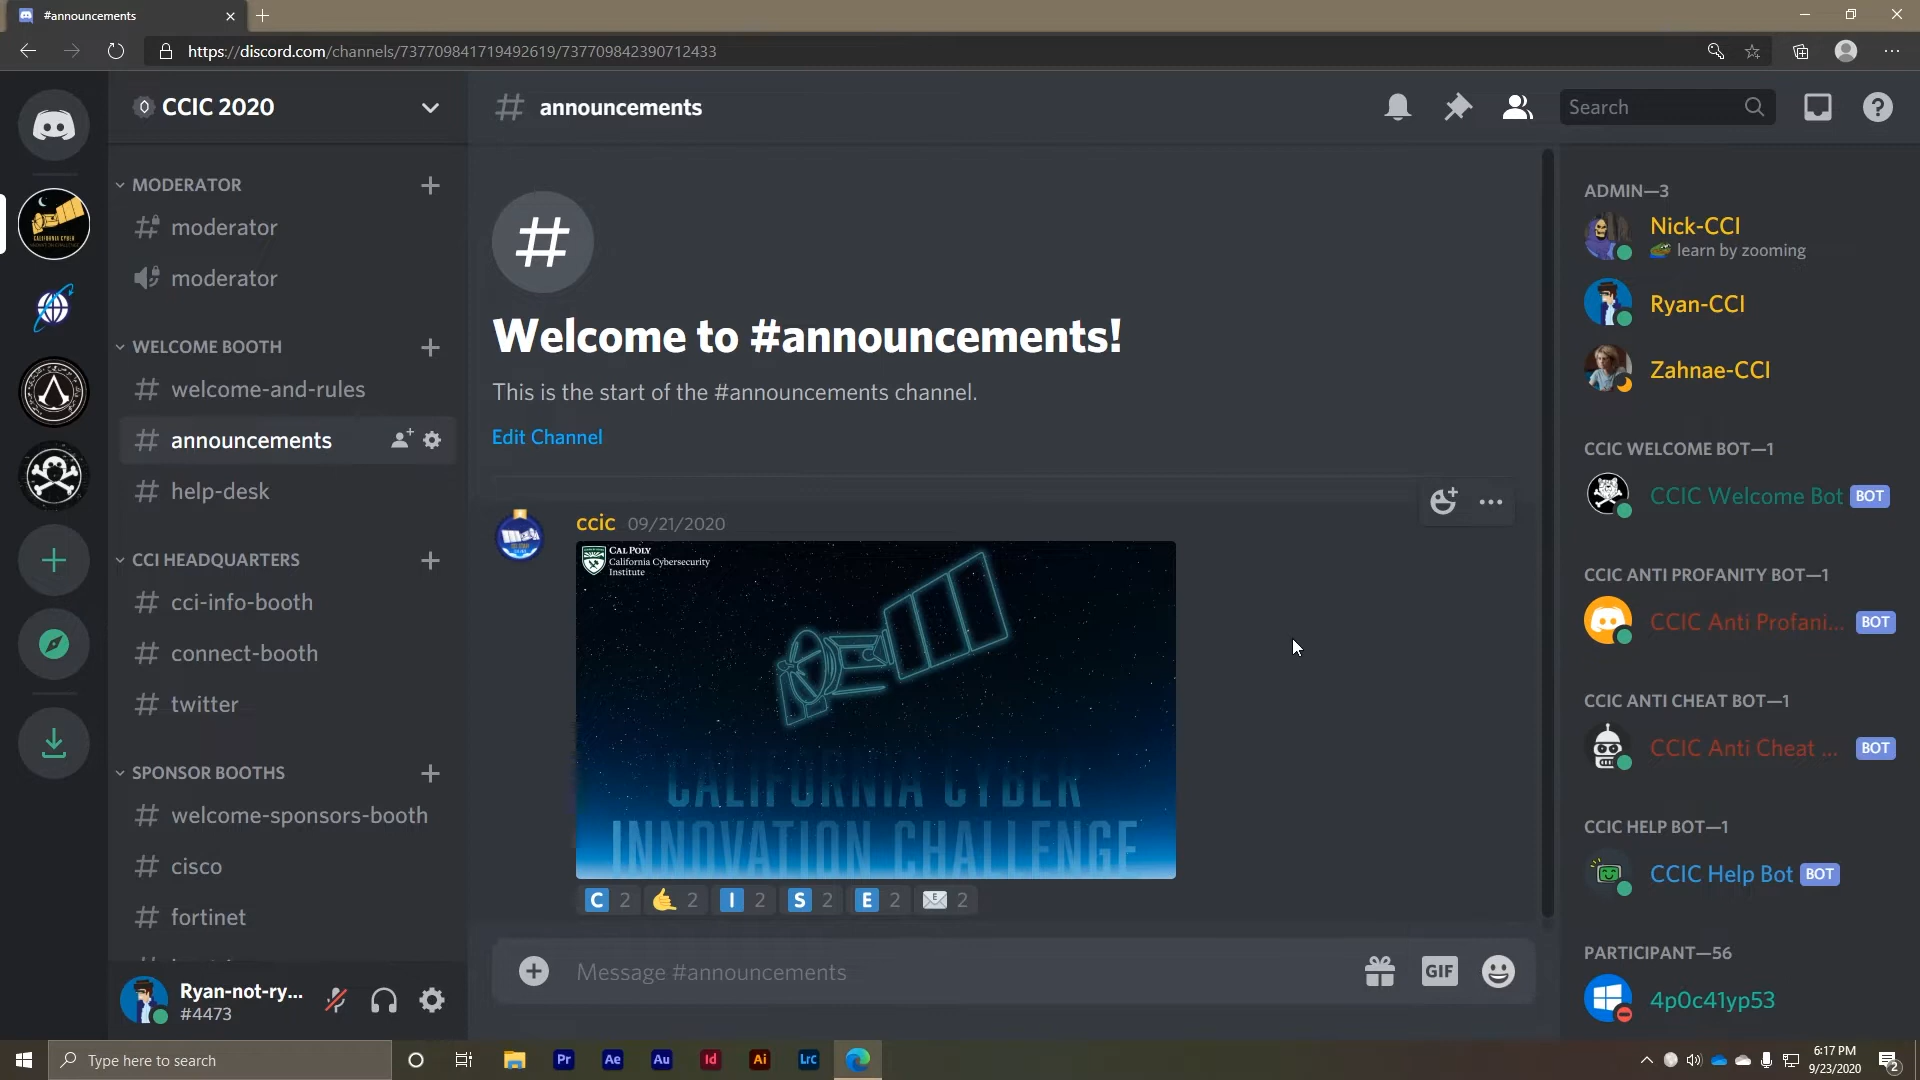 #announcements
https://discord.com/channels/737709841719492619/737709842390712433
CCIC 2020
# announcements
Search
MODERATOR
moderator
moderator
WELCOME BOOTH
# welcome-and-rules
# announcements
# help-desk
CCI HEADQUARTERS
# cci-info-booth
# connect-booth
# twitter
SPONSOR BOOTHS
# welcome-sponsors-booth
# cisco
# fortinet
Ryan-not-ry...
#4473
#
Welcome to #announcements!
This is the start of the #announcements channel.
Edit Channel
ccic 09/21/2020
CAL POLY
California Cybersecurity
Institute
CALIFORNIA CYBER
INNOVATION CHALLENGE
C 2 2 I 2 S 2 E 2 2
Message #announcements
GIF
ADMIN—3
Nick-CCI
learn by zooming
Ryan-CCI
Zahnae-CCI
CCIC WELCOME BOT—1
CCIC Welcome Bot BOT
CCIC ANTI PROFANITY BOT—1
CCIC Anti Profani... BOT
CCIC ANTI CHEAT BOT—1
CCIC Anti Cheat ... BOT
CCIC HELP BOT—1
CCIC Help Bot BOT
PARTICIPANT—56
4p0c41yp53
Type here to search
Pr Ae Au Id Ai Lrc
6:17 PM
9/23/2020
2